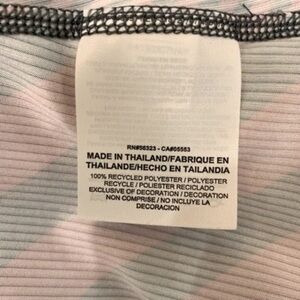 RN#56323 - CA#05553
MADE IN THAILAND/FABRIQUE EN
THAILANDE/HECHO EN TAILANDIA
100% RECYCLED POLYESTER / POLYESTER
RECYCLE / POLIESTER RECICLADO
EXCLUSIVE OF DECORATION / DECORATION
NON COMPRISE / NO INCLUYE LA
DECORACION